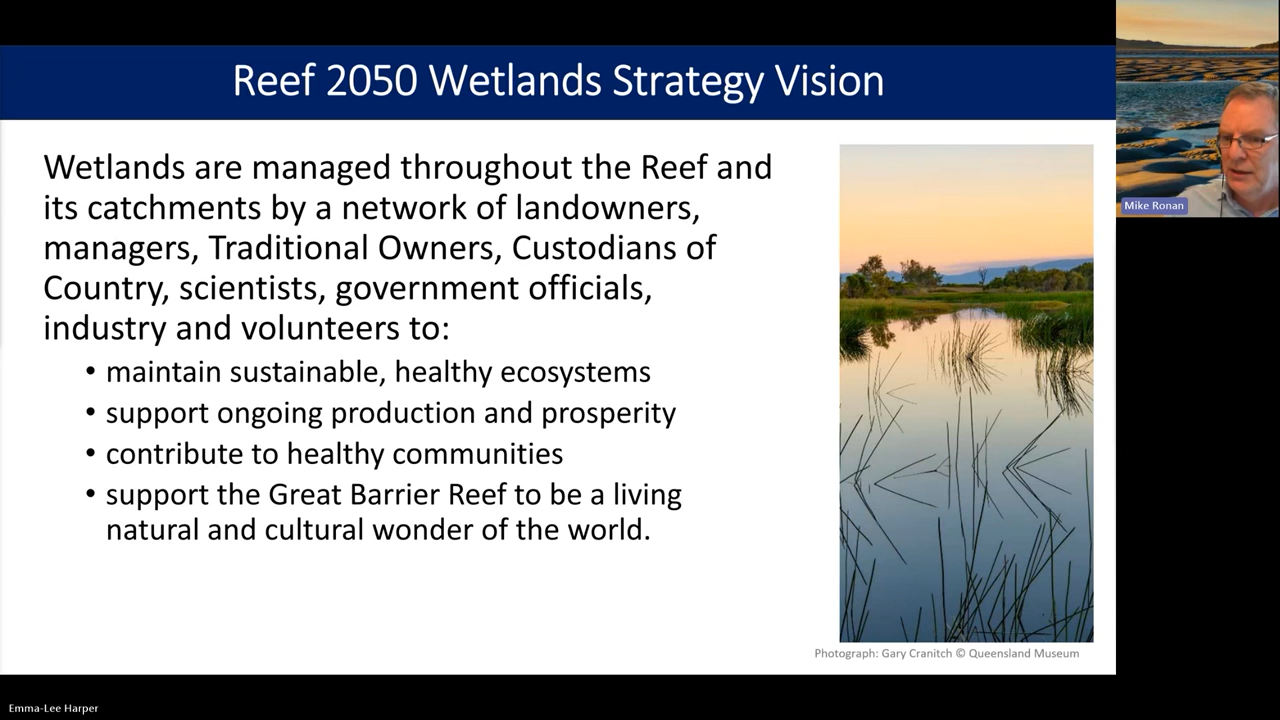 Reef 2050 Wetlands Strategy Vision
Wetlands are managed throughout the Reef and
its catchments by a network of landowners,
managers, Traditional Owners, Custodians of
Country, scientists, government officials,
industry and volunteers to:
• maintain sustainable, healthy ecosystems
• support ongoing production and prosperity
• contribute to healthy communities
• support the Great Barrier Reef to be a living
natural and cultural wonder of the world.
Photograph: Gary Cranitch © Queensland Museum
Mike Ronan
Emma-Lee Harper